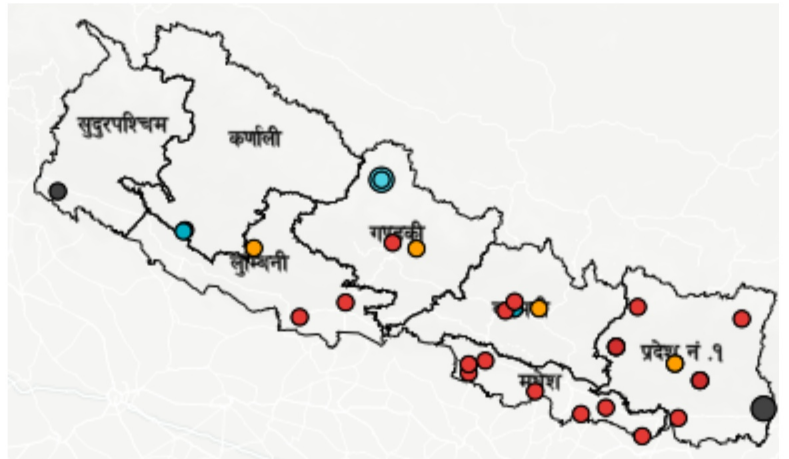 सुदुरपश्चिम
कर्णाली
गण्डकी
लुम्बिनी
प्रदेश नं .१
मधेश